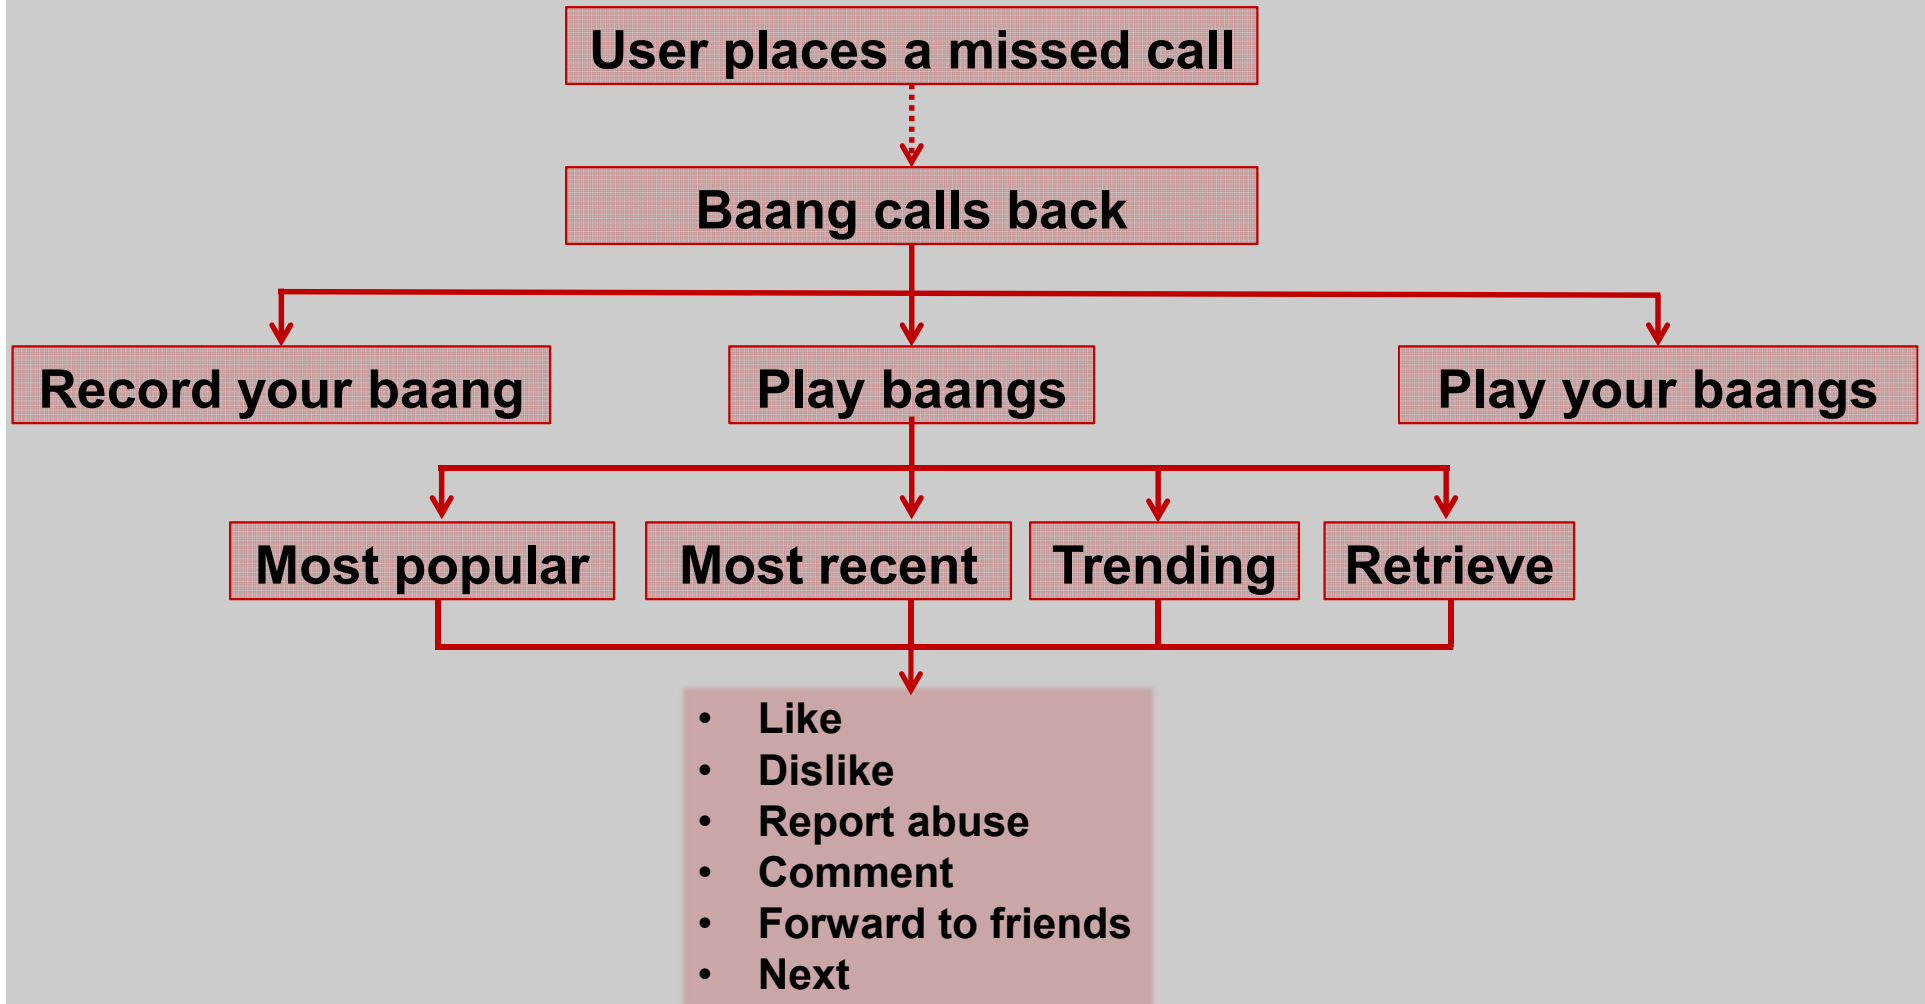 User places a missed call
Baang calls back
Record your baang
Play baangs
Play your baangs
Most popular
Most recent
Trending
Retrieve
• Like
• Dislike
• Report abuse
• Comment
• Forward to friends
• Next